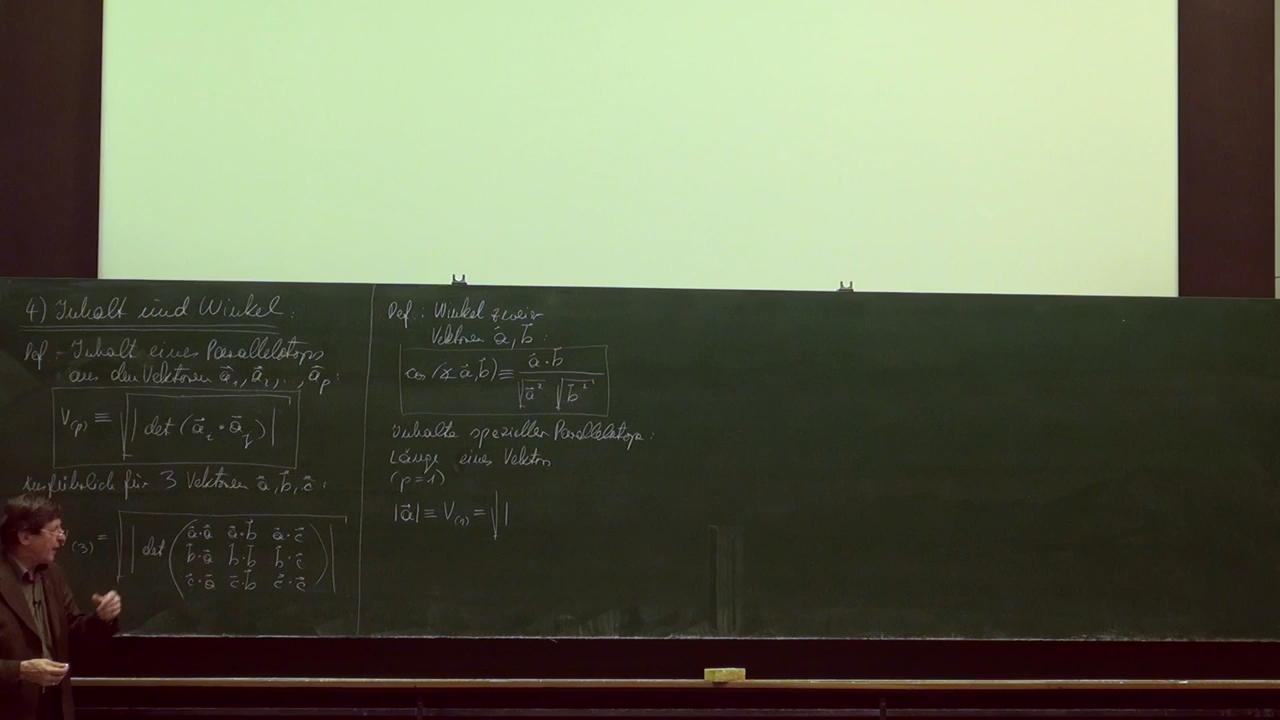 4) Inhalt und Winkel:
Def.: Inhalt eines Parallelotops
aus den Vektoren a⃗₁, a⃗₂, .. , a⃗ₚ:
V₍ₚ₎ ≡ √|det (a⃗ᵢ · a⃗
Ausführlich für 3 Vektoren a⃗, b⃗, c⃗:
₍₃₎ = √|det (
a⃗·a⃗ a⃗·b⃗ a⃗·c⃗
b⃗·a⃗ b⃗·b⃗ b⃗·c⃗
c⃗·a⃗ c⃗·b⃗ c⃗·c⃗
)|
Def.: Winkel zweier
Vektoren a⃗, b⃗:
cos (∡ a⃗, b⃗) ≡ a⃗·b⃗ / √a⃗² √b⃗²
Inhalte spezieller Parallelotope:
Länge eines Vektors
(p=1)
|a⃗| ≡ V₍₁₎ = √|